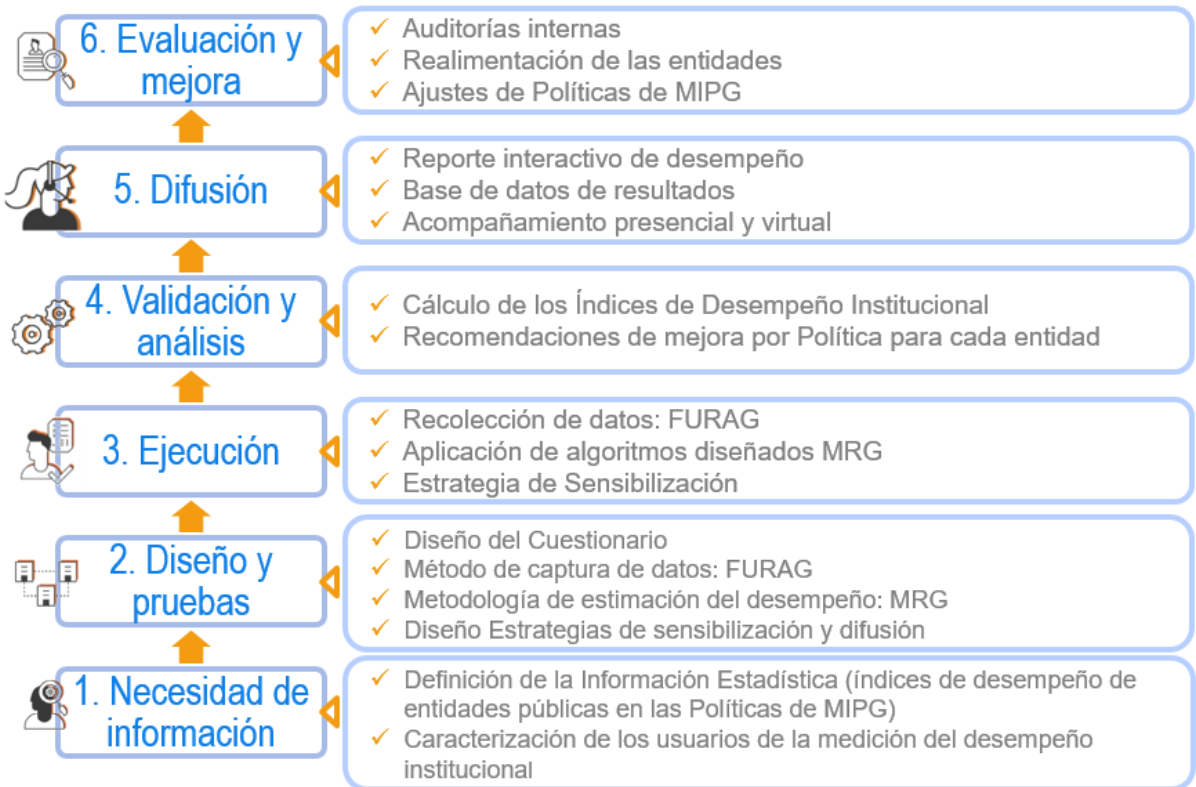 6. Evaluación y
mejora
✓ Auditorías internas
✓ Realimentación de las entidades
✓ Ajustes de Políticas de MIPG
5. Difusión
✓ Reporte interactivo de desempeño
✓ Base de datos de resultados
✓ Acompañamiento presencial y virtual
4. Validación y
análisis
✓ Cálculo de los Índices de Desempeño Institucional
✓ Recomendaciones de mejora por Política para cada entidad
3. Ejecución
✓ Recolección de datos: FURAG
✓ Aplicación de algoritmos diseñados MRG
✓ Estrategia de Sensibilización
2. Diseño y
pruebas
✓ Diseño del Cuestionario
✓ Método de captura de datos: FURAG
✓ Metodología de estimación del desempeño: MRG
✓ Diseño Estrategias de sensibilización y difusión
1. Necesidad de
información
✓ Definición de la Información Estadística (índices de desempeño de
entidades públicas en las Políticas de MIPG)
✓ Caracterización de los usuarios de la medición del desempeño
institucional